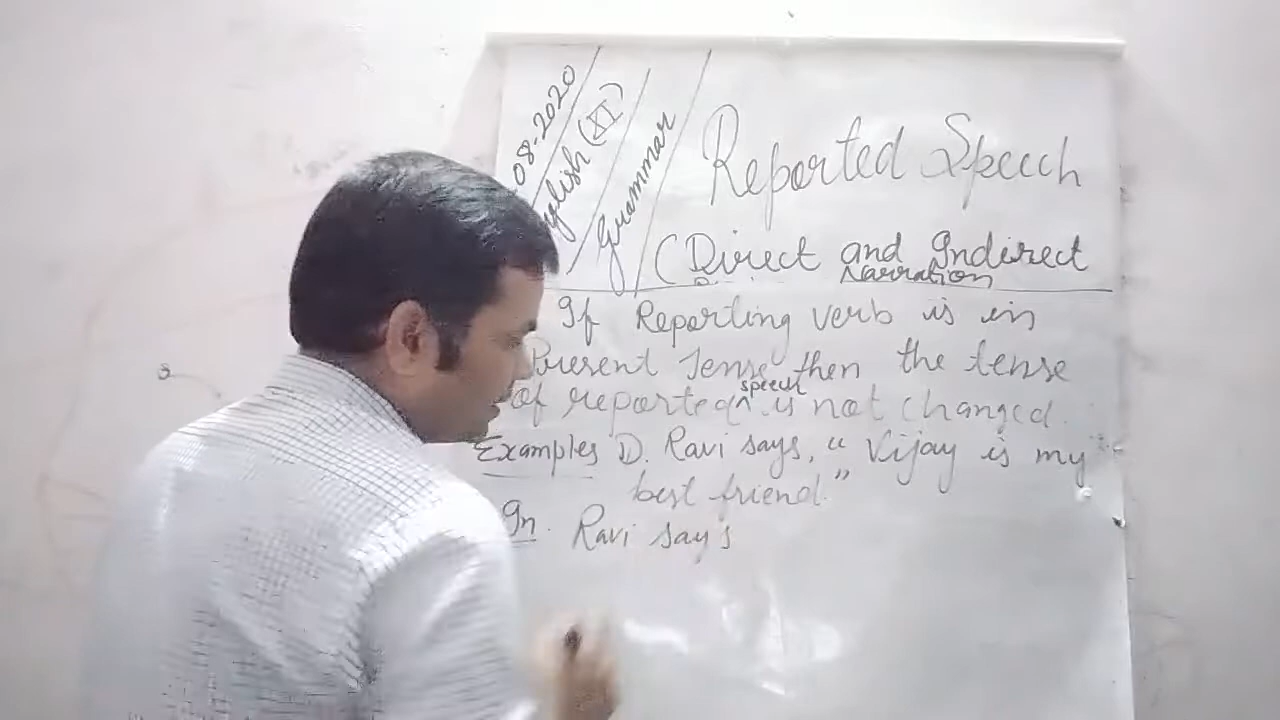 08-2020
glish (XI)
Grammar
Reported Speech
(Direct and Indirect
Narration
If Reporting verb is in
Present Tense then the tense
of reported speech is not changed.
Examples D. Ravi says, “Vijay is my
best friend.”
In. Ravi says